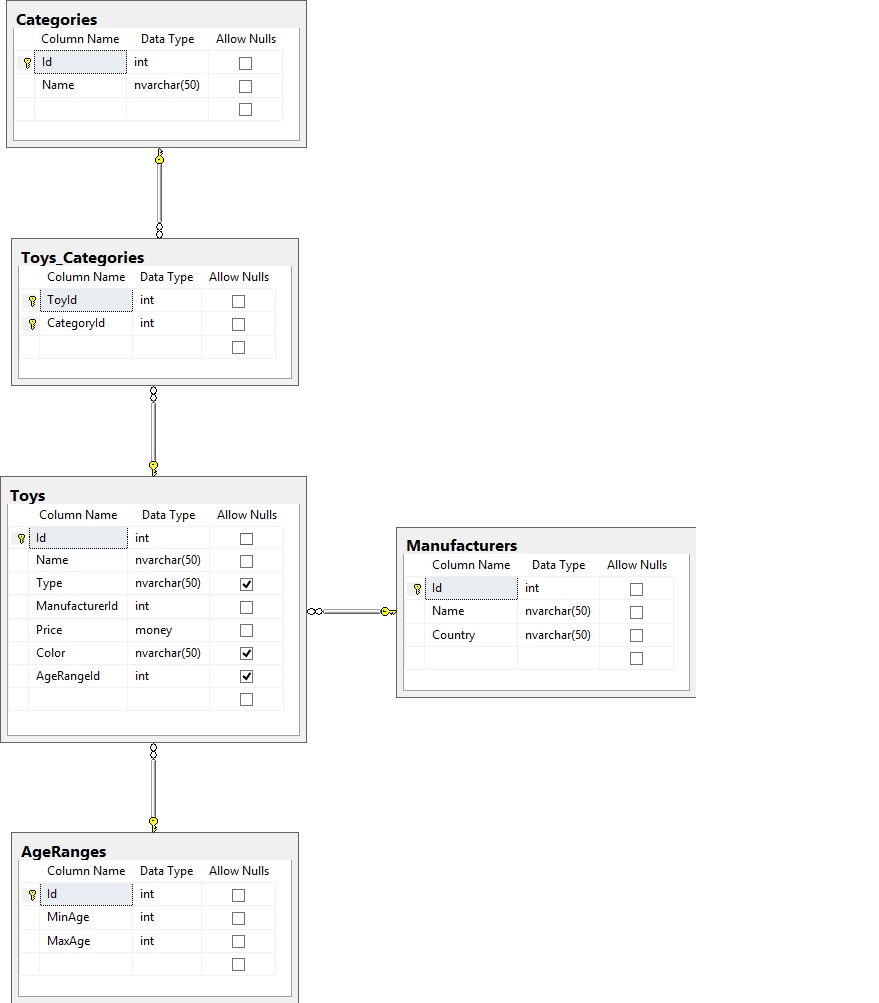 Categories
Column Name Data Type Allow Nulls
Id int
Name nvarchar(50)
Toys_Categories
Column Name Data Type Allow Nulls
ToyId int
CategoryId int
Toys
Column Name Data Type Allow Nulls
Id int
Name nvarchar(50)
Type nvarchar(50)
ManufacturerId int
Price money
Color nvarchar(50)
AgeRangeId int
Manufacturers
Column Name Data Type Allow Nulls
Id int
Name nvarchar(50)
Country nvarchar(50)
AgeRanges
Column Name Data Type Allow Nulls
Id int
MinAge int
MaxAge int